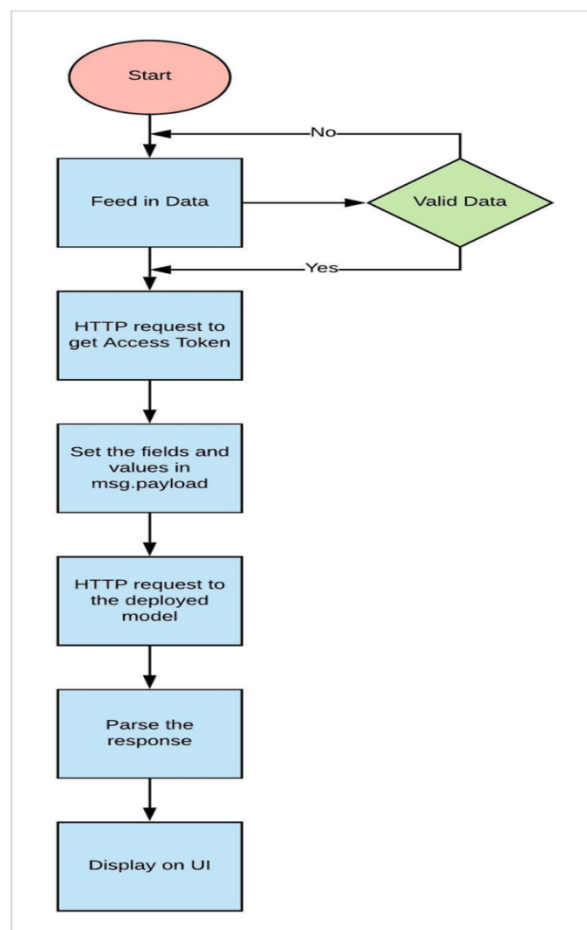 Start
No
Feed in Data
Valid Data
Yes
HTTP request to
get Access Token
Set the fields and
values in
msg.payload
HTTP request to
the deployed
model
Parse the
response
Display on UI